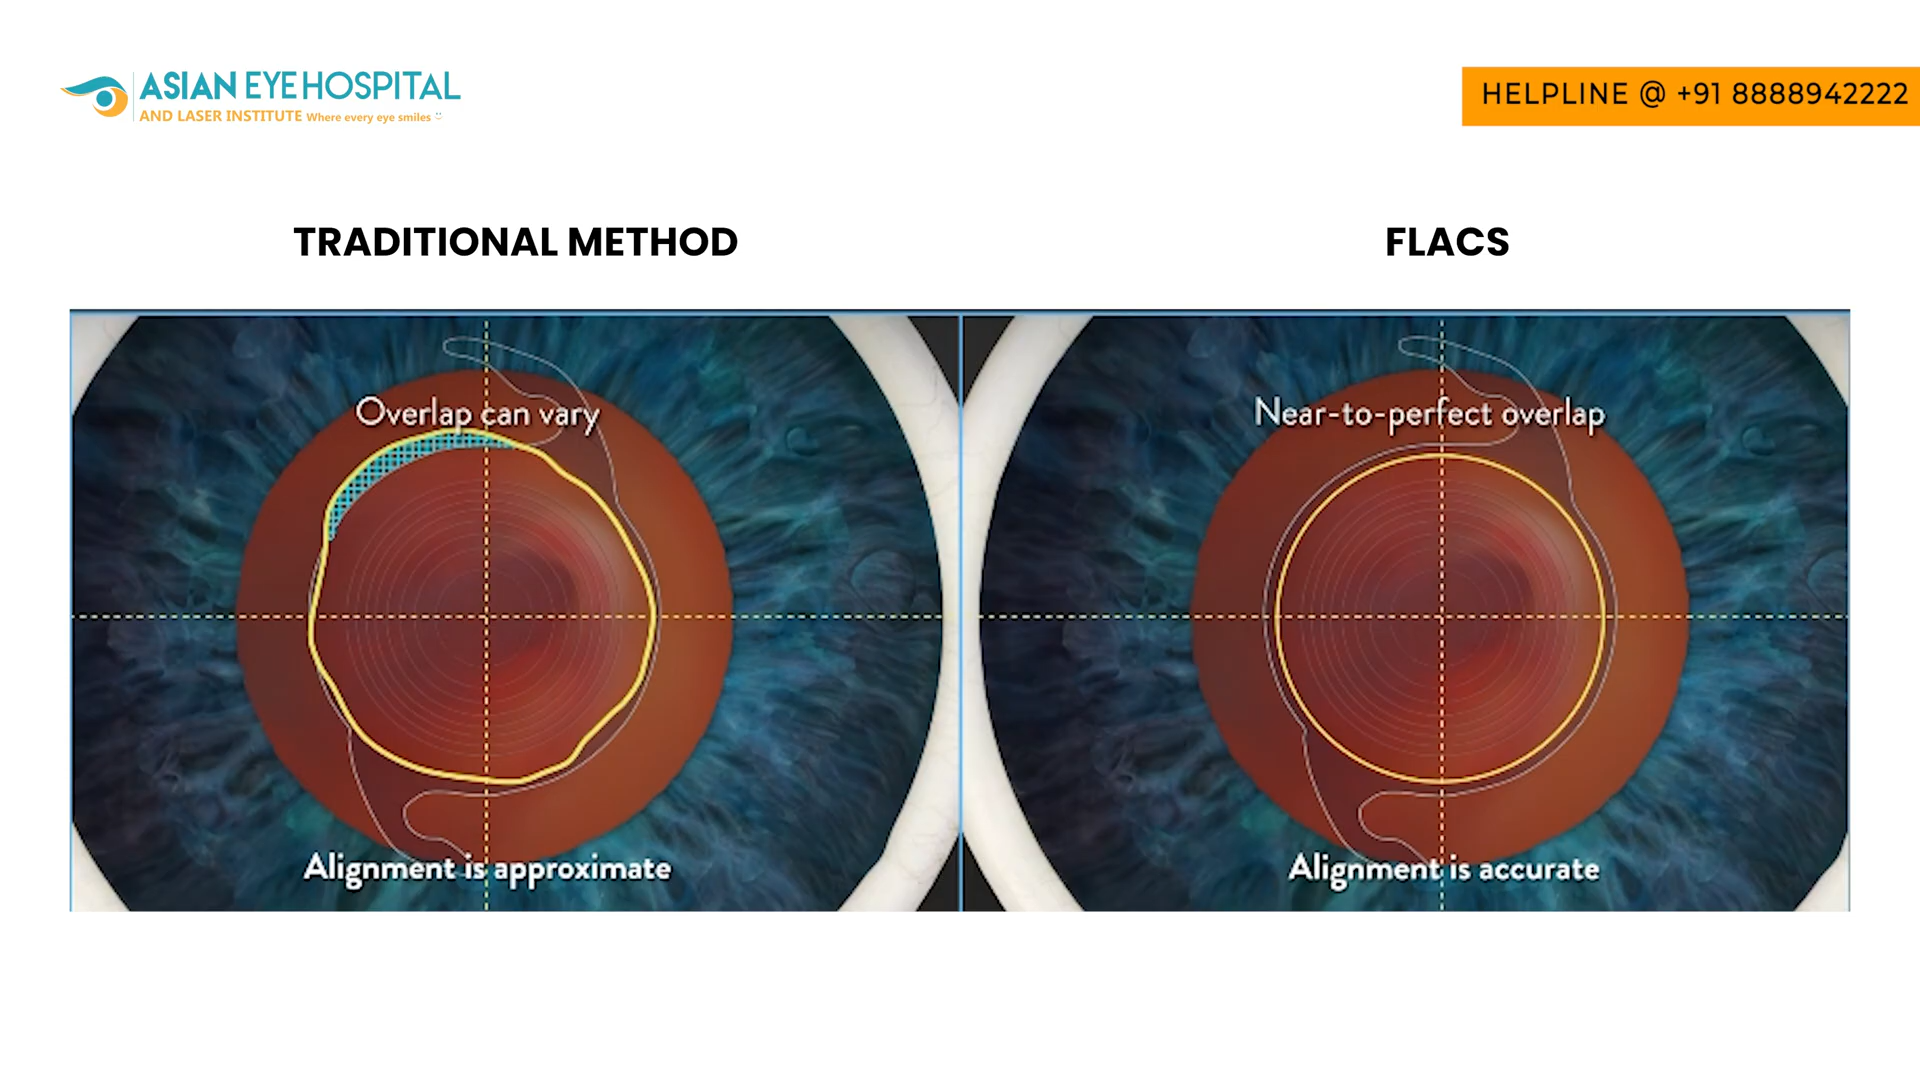 ASIAN EYE HOSPITAL
AND LASER INSTITUTE Where every eye smiles
HELPLINE @ +91 8888942222
TRADITIONAL METHOD
FLACS
Overlap can vary
Near-to-perfect overlap
Alignment is approximate
Alignment is accurate